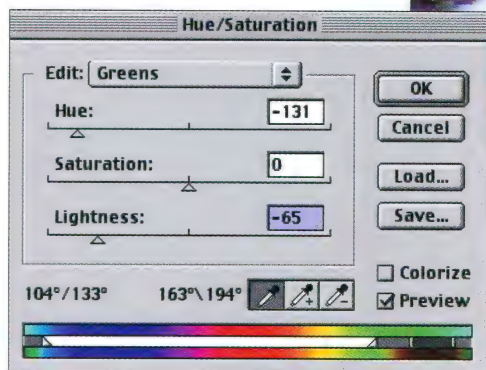 Hue/Saturation
Edit: Greens
OK
Hue: -131
Cancel
Saturation: 0
Load...
Lightness: -65
Save...
Colorize
104°/133° 163°\194°
Preview